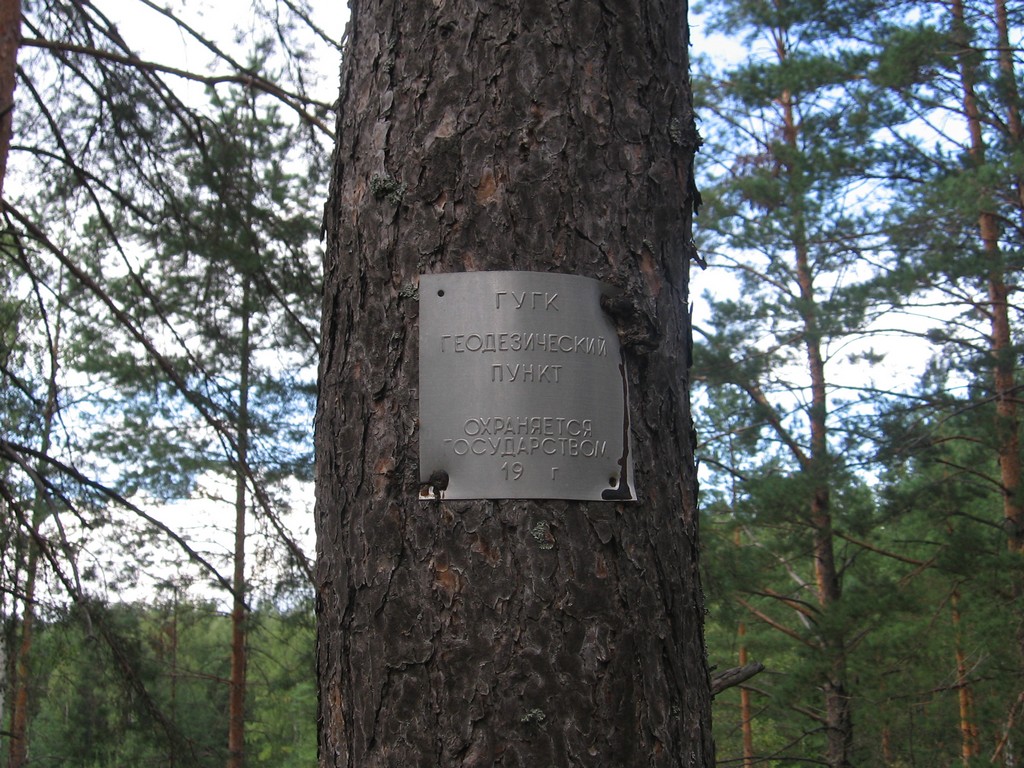 ГУГК
ГЕОДЕЗИЧЕСКИЙ
ПУНКТ
ОХРАНЯЕТСЯ
ГОСУДАРСТВОМ
19 г